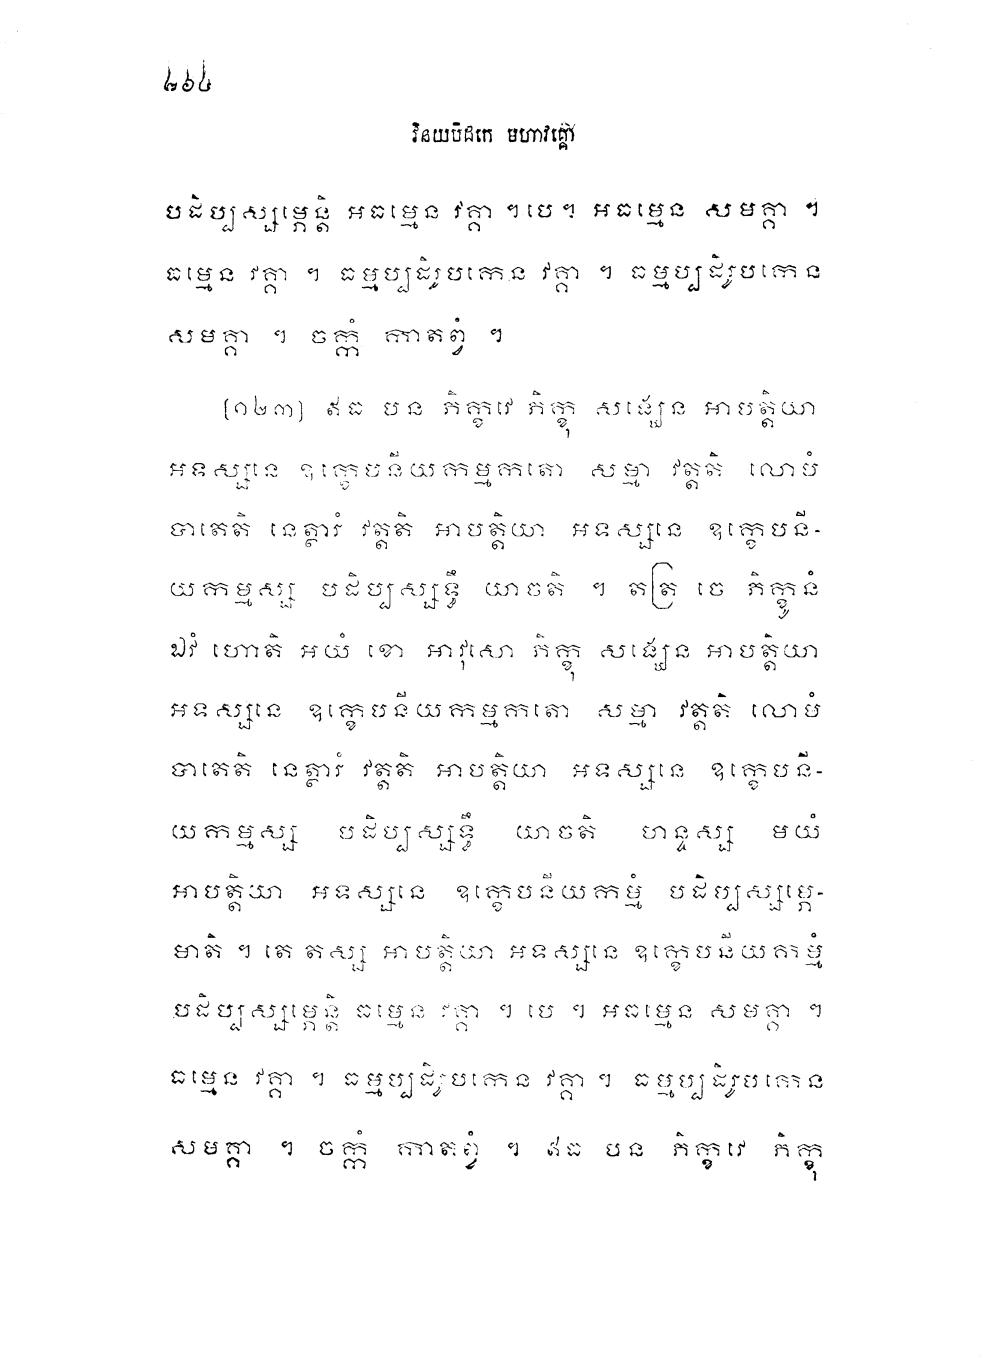 ៤៦៤
វិនយបិដកេ មហាវគ្គោ
បដិប្បស្សម្ភេន្តិ អធម្មេន វគ្គា ។ បេ ។ អធម្មេន សមគ្គា ។
ធម្មេន វគ្គា ។ ធម្មប្បដិរូបកេន វគ្គា ។ ធម្មប្បដិរូបកេន
សមគ្គា ។ ចក្កំ កាតព្វំ ។
[១៤៣] ឥធ បន ភិក្ខវេ ភិក្ខុ សង្ឃេន អាបត្តិយា
អទស្សនេ ឧក្ខេបនីយកម្មកតោ សម្មា វត្តតិ លោមំ
បាតេតិ នេត្ថារំ វត្តតិ អាបត្តិយា អទស្សនេ ឧក្ខេបនី-
យកម្មស្ស បដិប្បស្សទ្ធឹ យាចតិ ។ តត្រ ចេ ភិក្ខូនំ
ឯវំ ហោតិ អយំ ខោ អាវុសោ ភិក្ខុ សង្ឃេន អាបត្តិយា
អទស្សនេ ឧក្ខេបនីយកម្មកតោ សម្មា វត្តតិ លោមំ
បាតេតិ នេត្ថារំ វត្តតិ អាបត្តិយា អទស្សនេ ឧក្ខេបនី-
យកម្មស្ស បដិប្បស្សទ្ធឹ យាចតិ ហន្ទស្ស មយំ
អាបត្តិយា អទស្សនេ ឧក្ខេបនីយកម្មំ បដិប្បស្សម្ភេ-
មាតិ ។ តេ តស្ស អាបត្តិយា អទស្សនេ ឧក្ខេបនីយកម្មំ
បដិប្បស្សម្ភេន្តិ ធម្មេន វគ្គា ។ បេ ។ អធម្មេន សមគ្គា ។
ធម្មេន វគ្គា ។ ធម្មប្បដិរូបកេន វគ្គា ។ ធម្មប្បដិរូបកេន
សមគ្គា ។ ចក្កំ កាតព្វំ ។ ឥធ បន ភិក្ខវេ ភិក្ខុ